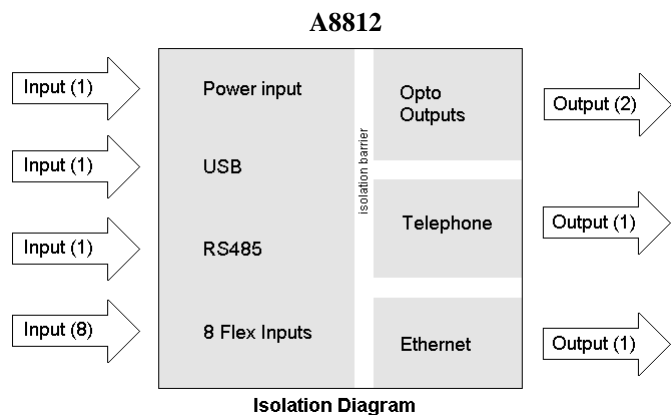 A8812
Input (1)
Power input
Opto
Outputs
Output (2)
Input (1)
USB
isolation barrier
Input (1)
RS485
Telephone
Output (1)
Input (8)
8 Flex Inputs
Ethernet
Output (1)
Isolation Diagram